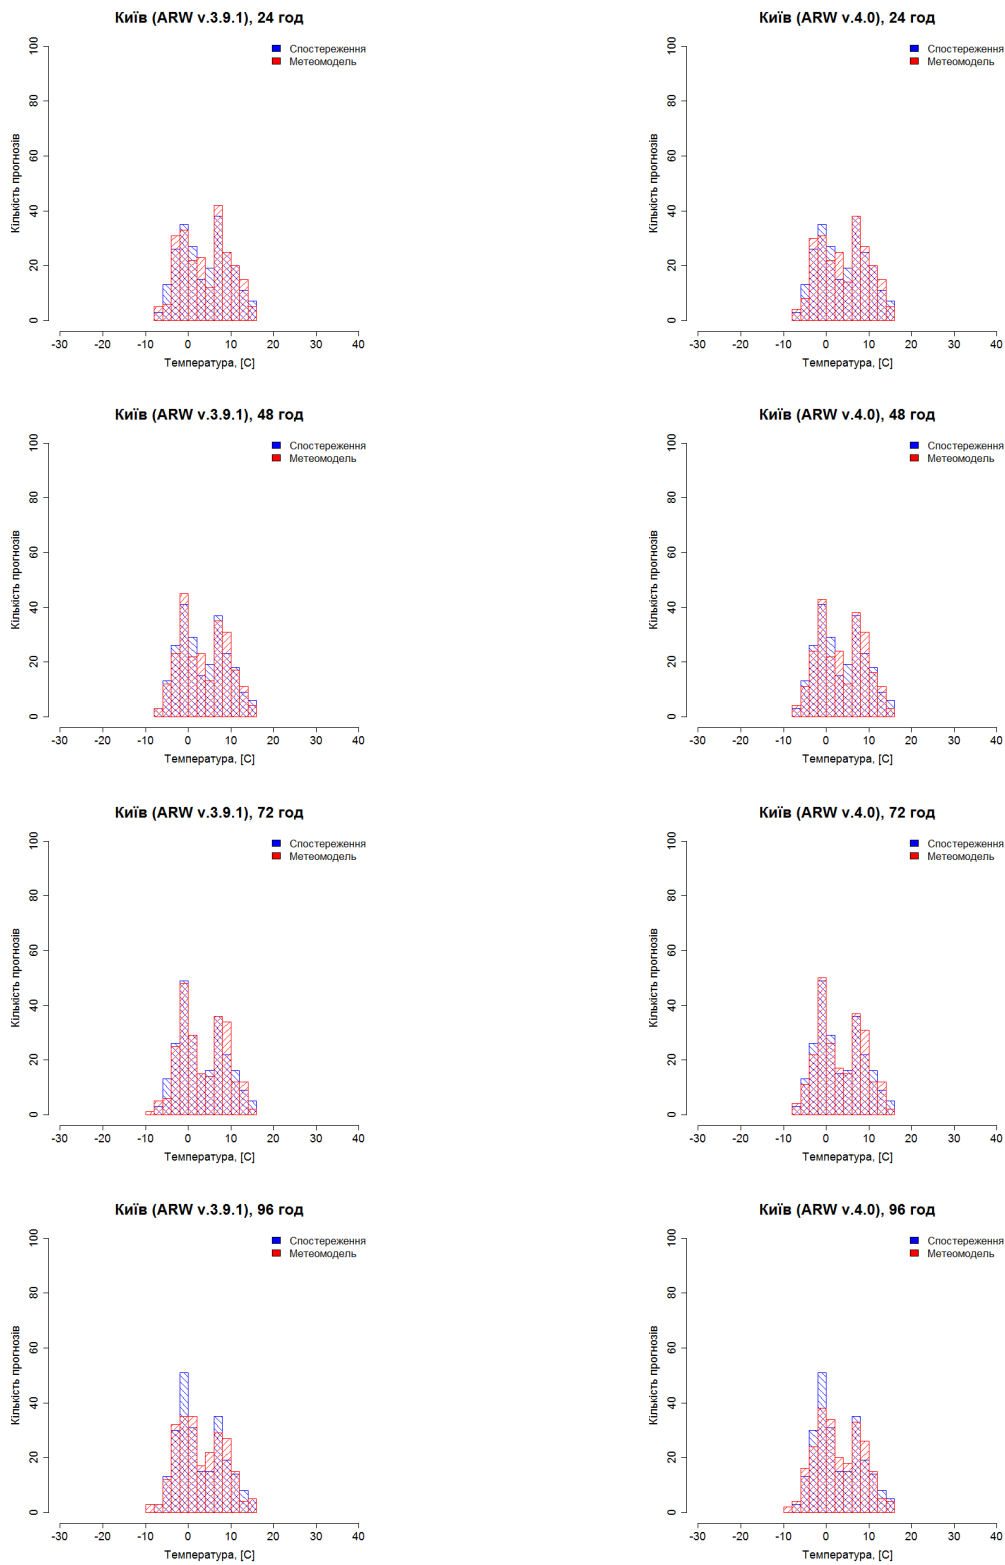 Київ (ARW v.3.9.1), 24 год
Спостереження
Метеомодель
Кількість прогнозів
0 20 40 60 80 100
-30 -20 -10 0 10 20 30 40
Температура, [C]
Київ (ARW v.4.0), 24 год
Спостереження
Метеомодель
Кількість прогнозів
0 20 40 60 80 100
-30 -20 -10 0 10 20 30 40
Температура, [C]
Київ (ARW v.3.9.1), 48 год
Спостереження
Метеомодель
Кількість прогнозів
0 20 40 60 80 100
-30 -20 -10 0 10 20 30 40
Температура, [C]
Київ (ARW v.4.0), 48 год
Спостереження
Метеомодель
Кількість прогнозів
0 20 40 60 80 100
-30 -20 -10 0 10 20 30 40
Температура, [C]
Київ (ARW v.3.9.1), 72 год
Спостереження
Метеомодель
Кількість прогнозів
0 20 40 60 80 100
-30 -20 -10 0 10 20 30 40
Температура, [C]
Київ (ARW v.4.0), 72 год
Спостереження
Метеомодель
Кількість прогнозів
0 20 40 60 80 100
-30 -20 -10 0 10 20 30 40
Температура, [C]
Київ (ARW v.3.9.1), 96 год
Спостереження
Метеомодель
Кількість прогнозів
0 20 40 60 80 100
-30 -20 -10 0 10 20 30 40
Температура, [C]
Київ (ARW v.4.0), 96 год
Спостереження
Метеомодель
Кількість прогнозів
0 20 40 60 80 100
-30 -20 -10 0 10 20 30 40
Температура, [C]